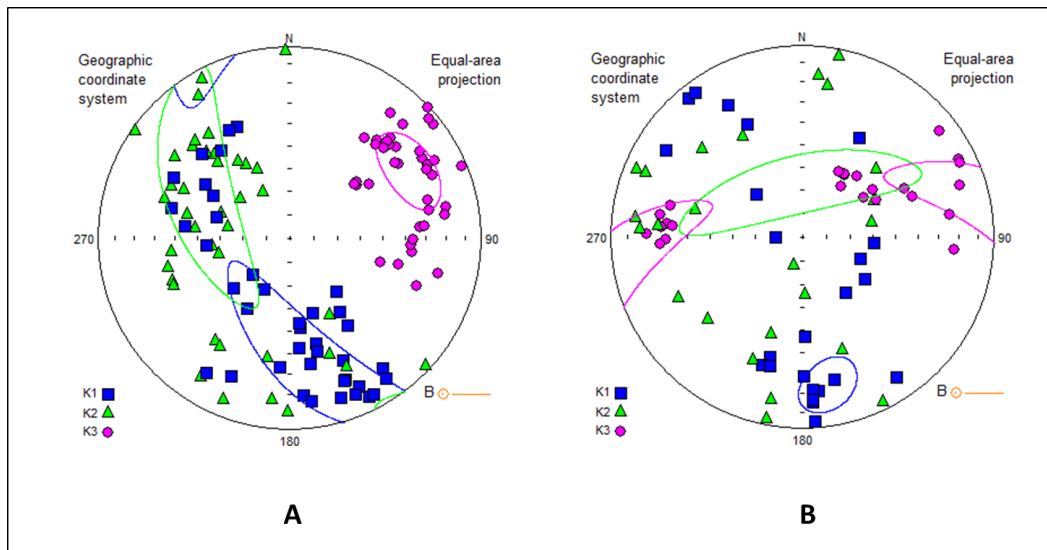 Geographic
coordinate
system
N
Equal-area
projection
270
90
180
K1
K2
K3
B
A
Geographic
coordinate
system
N
Equal-area
projection
270
90
180
K1
K2
K3
B
B